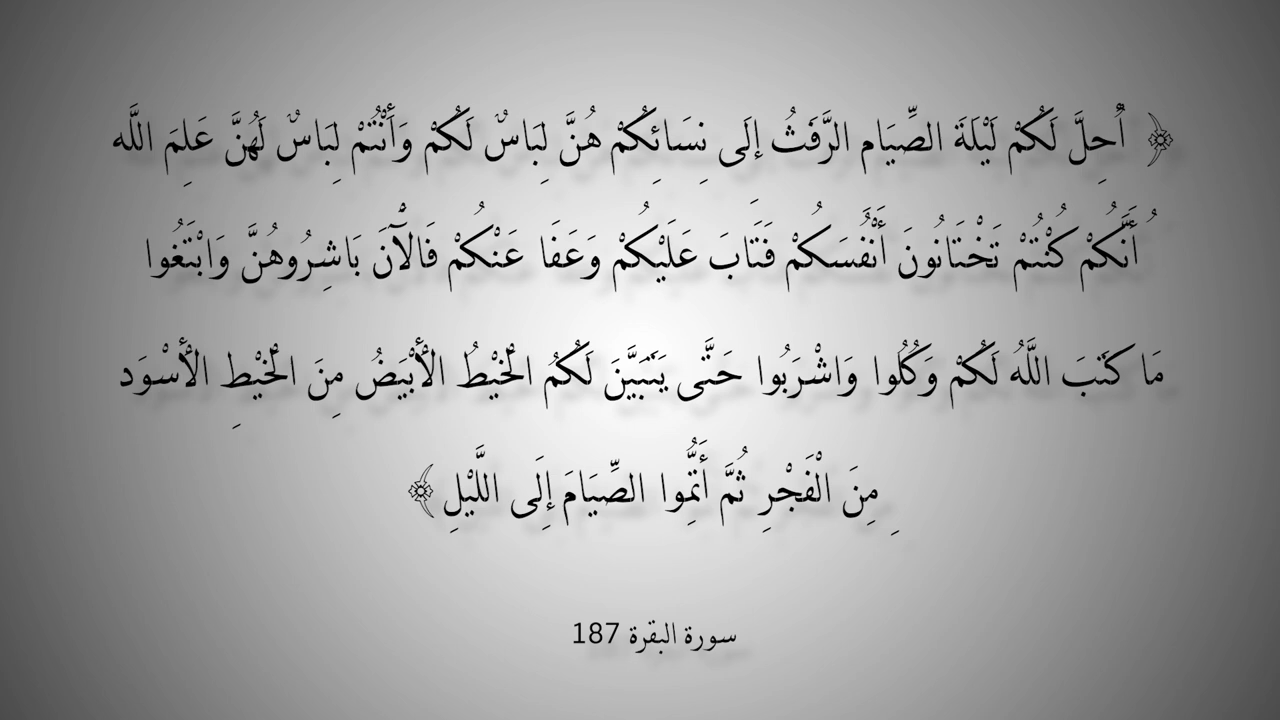 ﴿ أُحِلَّ لَكُمْ لَيْلَةَ الصِّيَامِ الرَّفَثُ إِلَى نِسَائِكُمْ هُنَّ لِبَاسٌ لَكُمْ وَأَنْتُمْ لِبَاسٌ لَهُنَّ عَلِمَ اللَّه
ُ أَنَّكُمْ كُنْتُمْ تَخْتَانُونَ أَنْفُسَكُمْ فَتَابَ عَلَيْكُمْ وَعَفَا عَنْكُمْ فَالْآَنَ بَاشِرُوهُنَّ وَابْتَغُوا
مَا كَتَبَ اللَّهُ لَكُمْ وَكُلُوا وَاشْرَبُوا حَتَّى يَتَبَيَّنَ لَكُمُ الْخَيْطُ الْأَبْيَضُ مِنَ الْخَيْطِ الْأَسْوَد
ِ مِنَ الْفَجْرِ ثُمَّ أَتِمُّوا الصِّيَامَ إِلَى اللَّيْلِ ﴾
سورة البقرة 187